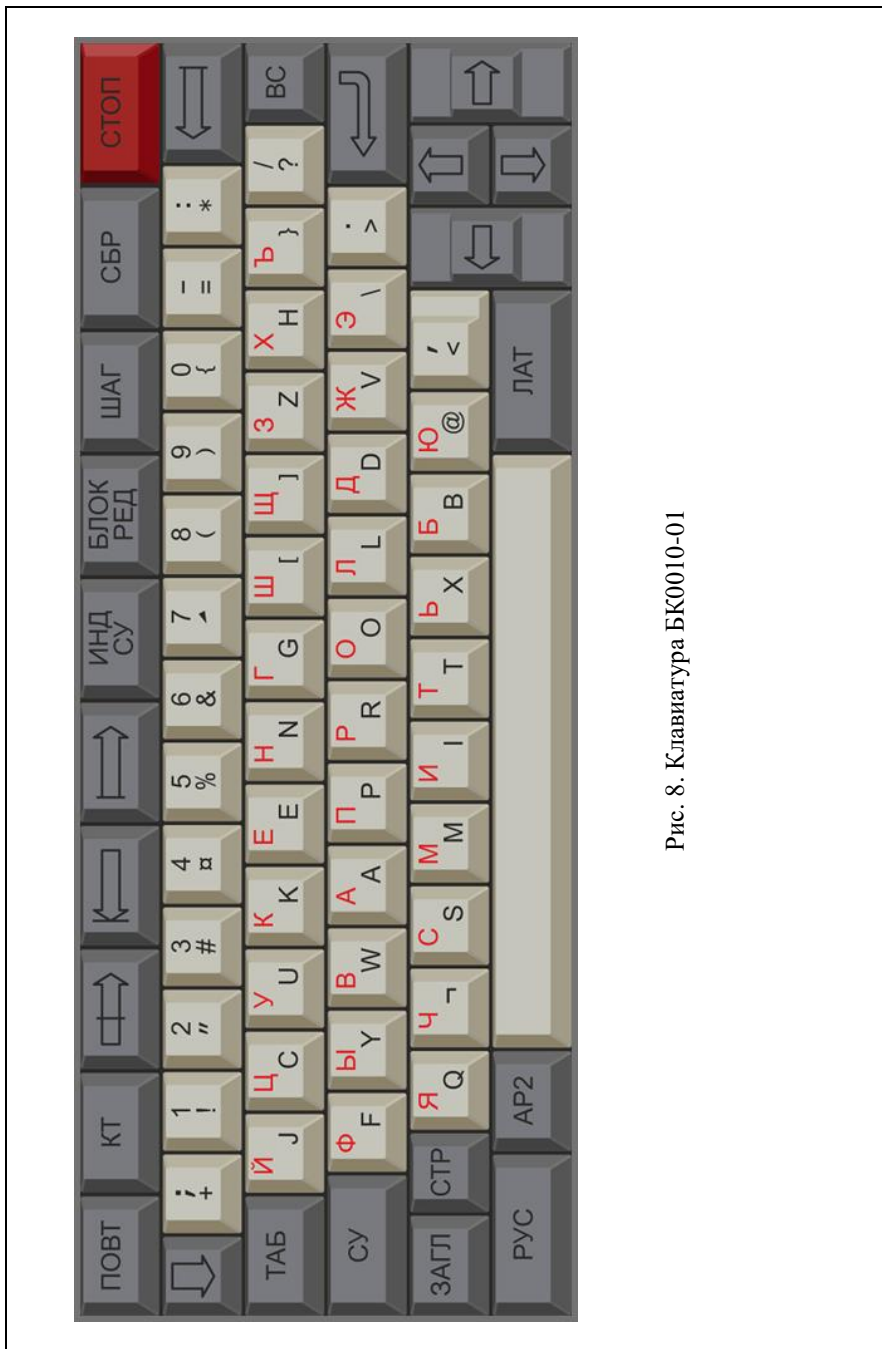 ПОВТ КТ ИНД СУ БЛОК РЕД ШАГ СБР СТОП
; + 1 ! 2 " 3 # 4 ¤ 5 % 6 & 7 ' 8 ( 9 ) 0 { - = : *
ТАБ Й J Ц C У U К K Е E Н N Г G Ш [ Щ ] З Z Х H Ъ } / ? ВС
СУ Ф F Ы Y В W А A П P Р R О O Л L Д D Ж V Э \ . >
ЗАГЛ СТР Я Q Ч ¬ С S М M И I Т T Ь X Б B Ю @ , <
РУС АР2 ЛАТ
Рис. 8. Клавиатура БК0010-01